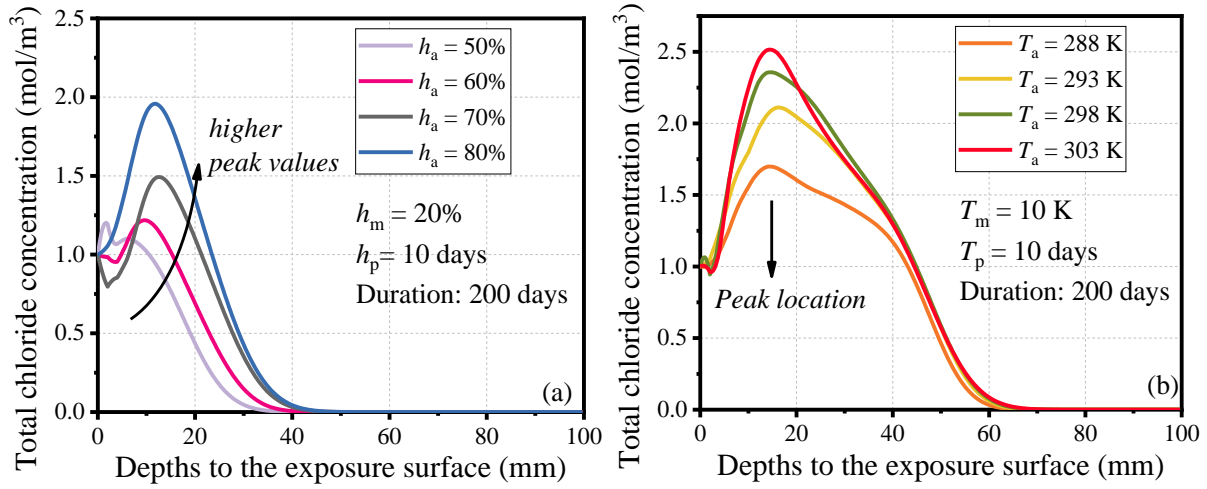 Total chloride concentration (mol/m³)
2.5
2.0
1.5
1.0
0.5
0.0
hₐ = 50%
hₐ = 60%
hₐ = 70%
hₐ = 80%
higher
peak values
hₘ = 20%
hₚ= 10 days
Duration: 200 days
(a)
0
20
40
60
80
100
Depths to the exposure surface (mm)
Total chloride concentration (mol/m³)
2.5
2.0
1.5
1.0
0.5
0.0
Tₐ = 288 K
Tₐ = 293 K
Tₐ = 298 K
Tₐ = 303 K
Tₘ = 10 K
Tₚ = 10 days
Duration: 200 days
Peak location
(b)
0
20
40
60
80
100
Depths to the exposure surface (mm)